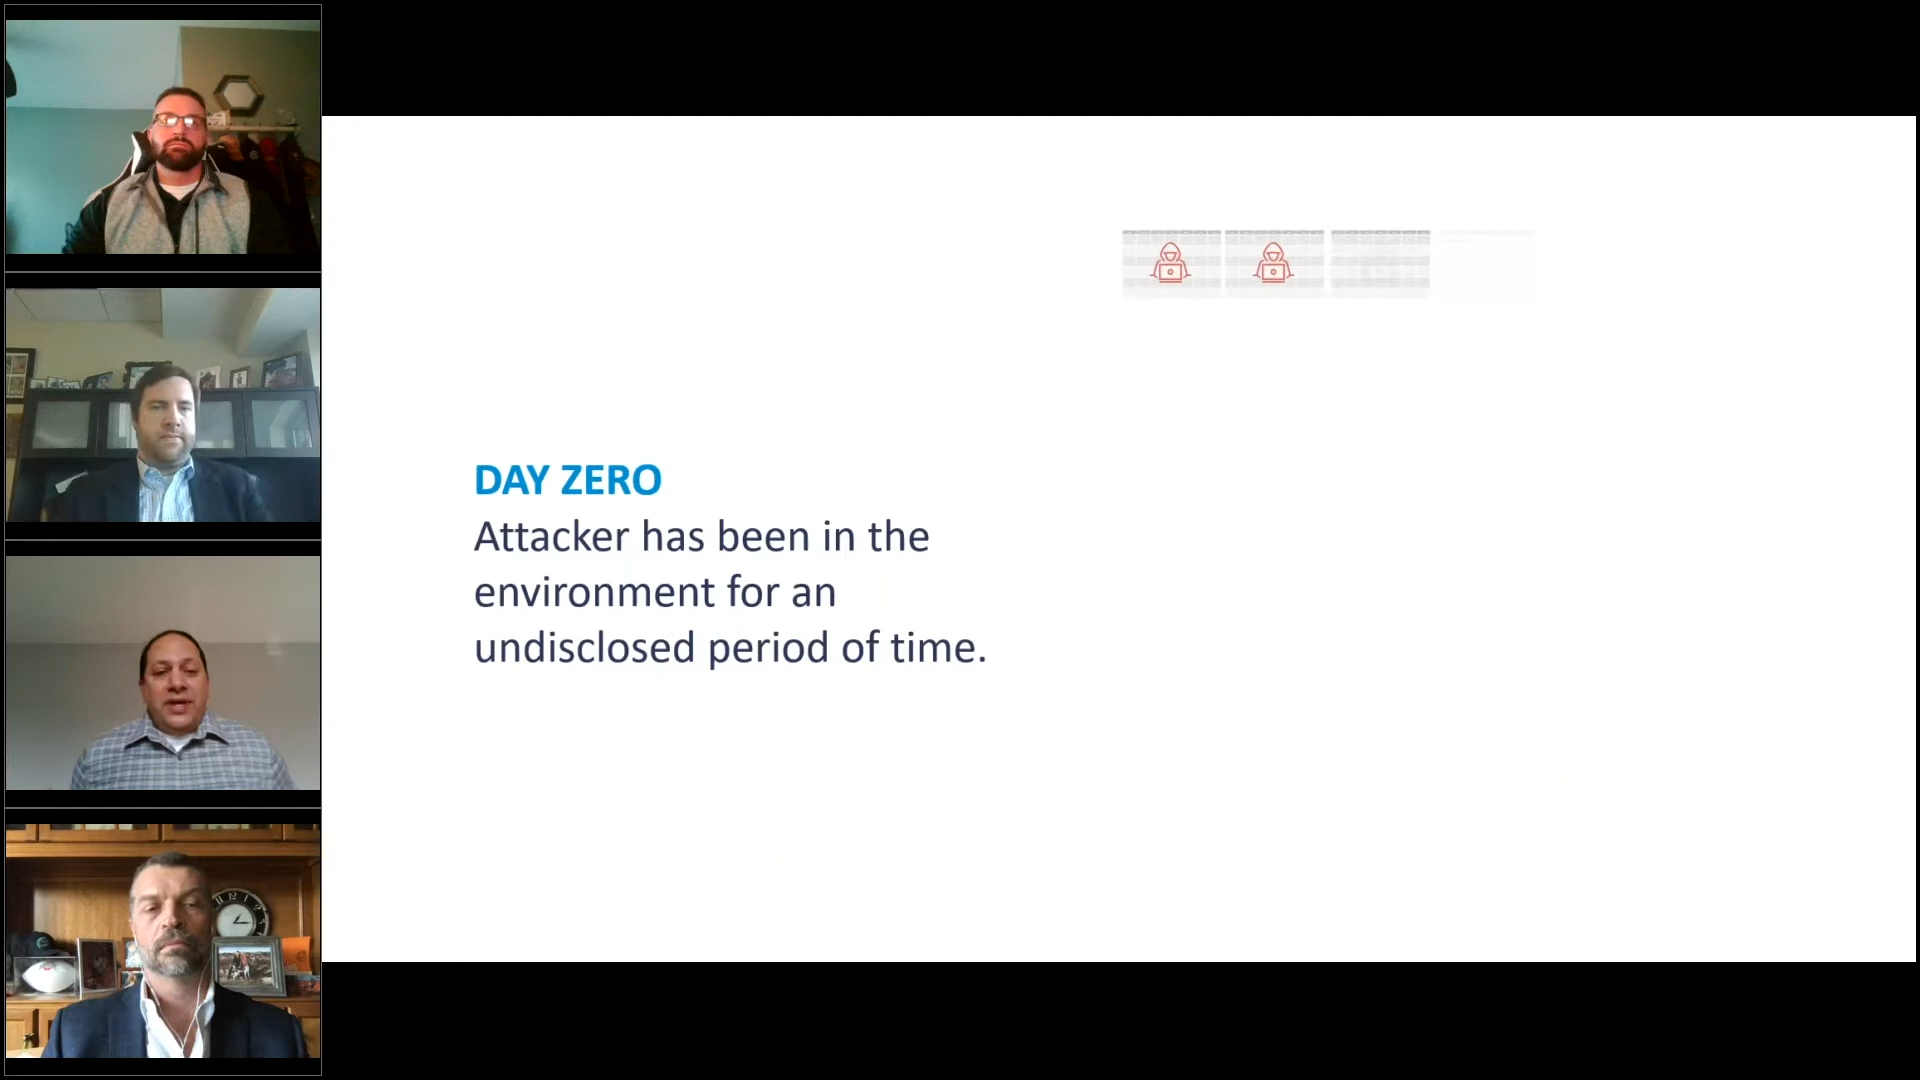 DAY ZERO
Attacker has been in the
environment for an
undisclosed period of time.